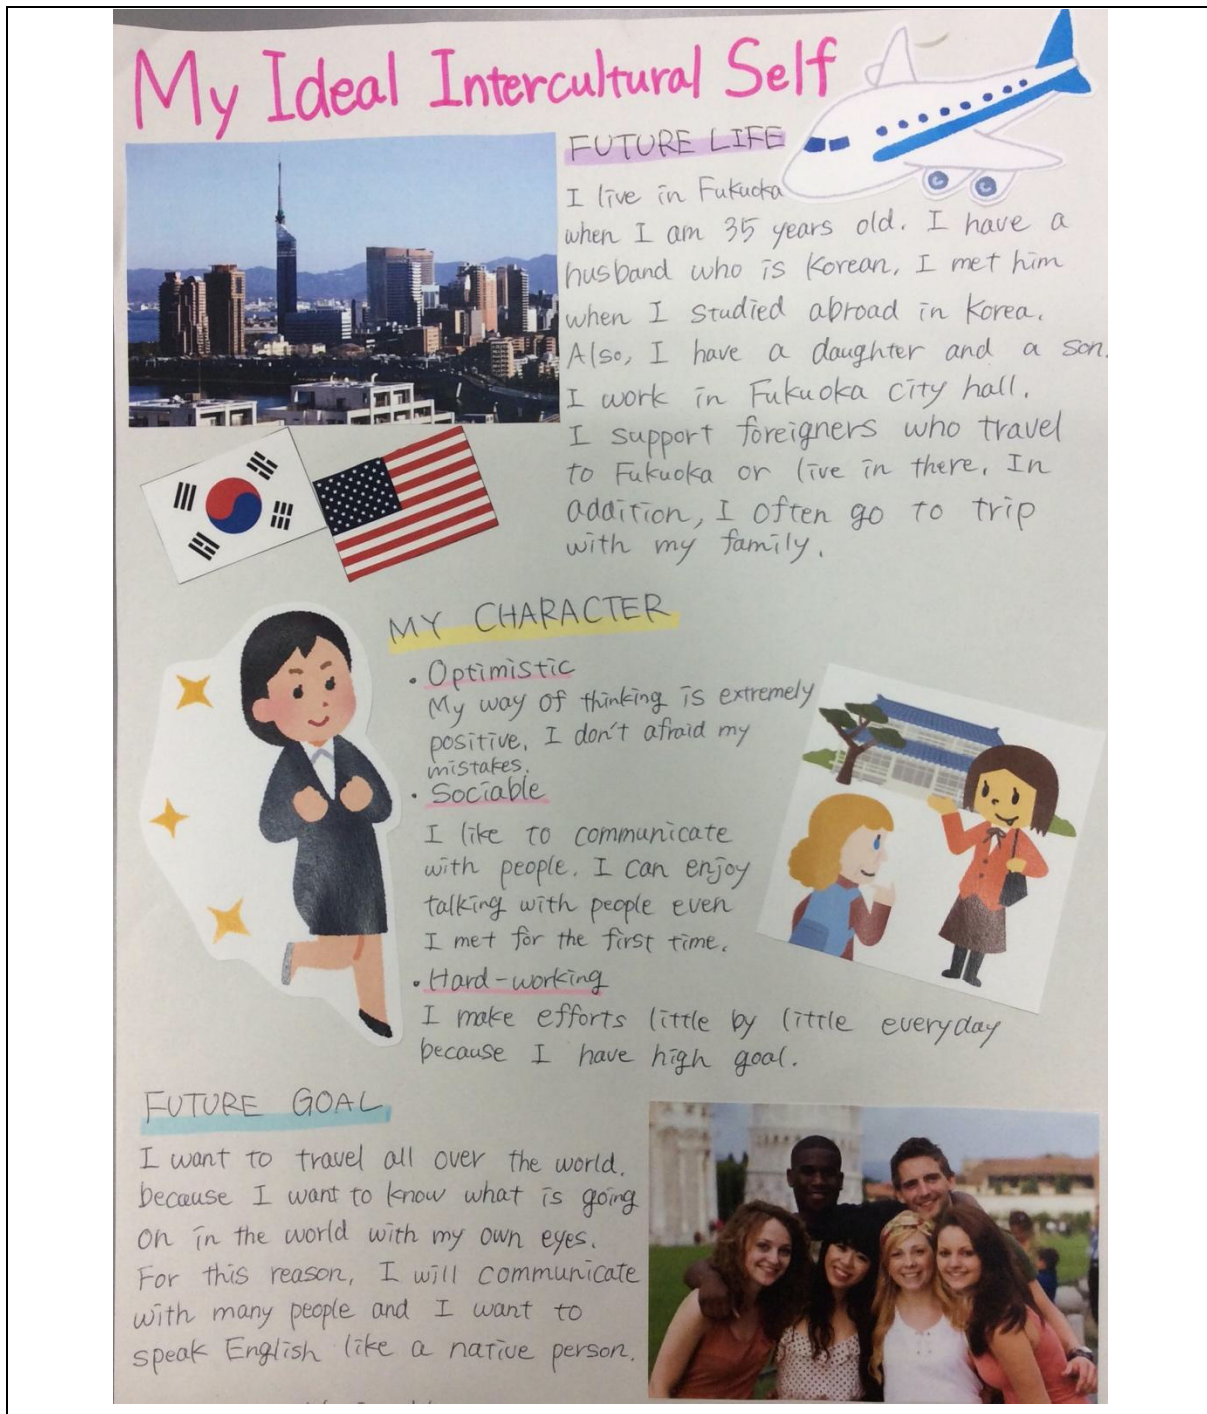 My Ideal Intercultural Self
FUTURE LIFE
I live in Fukuoka
when I am 35 years old. I have a
husband who is Korean. I met him
when I studied abroad in Korea.
Also, I have a daughter and a son.
I work in Fukuoka city hall.
I support foreigners who travel
to Fukuoka or live in there. In
addition, I often go to trip
with my family.
MY CHARACTER
• Optimistic
My way of thinking is extremely
positive. I don't afraid my
mistakes.
• Sociable
I like to communicate
with people. I can enjoy
talking with people even
I met for the first time.
• Hard-working
I make efforts little by little everyday
because I have high goal.
FUTURE GOAL
I want to travel all over the world.
because I want to know what is going
on in the world with my own eyes.
For this reason, I will communicate
with many people and I want to
speak English like a native person.